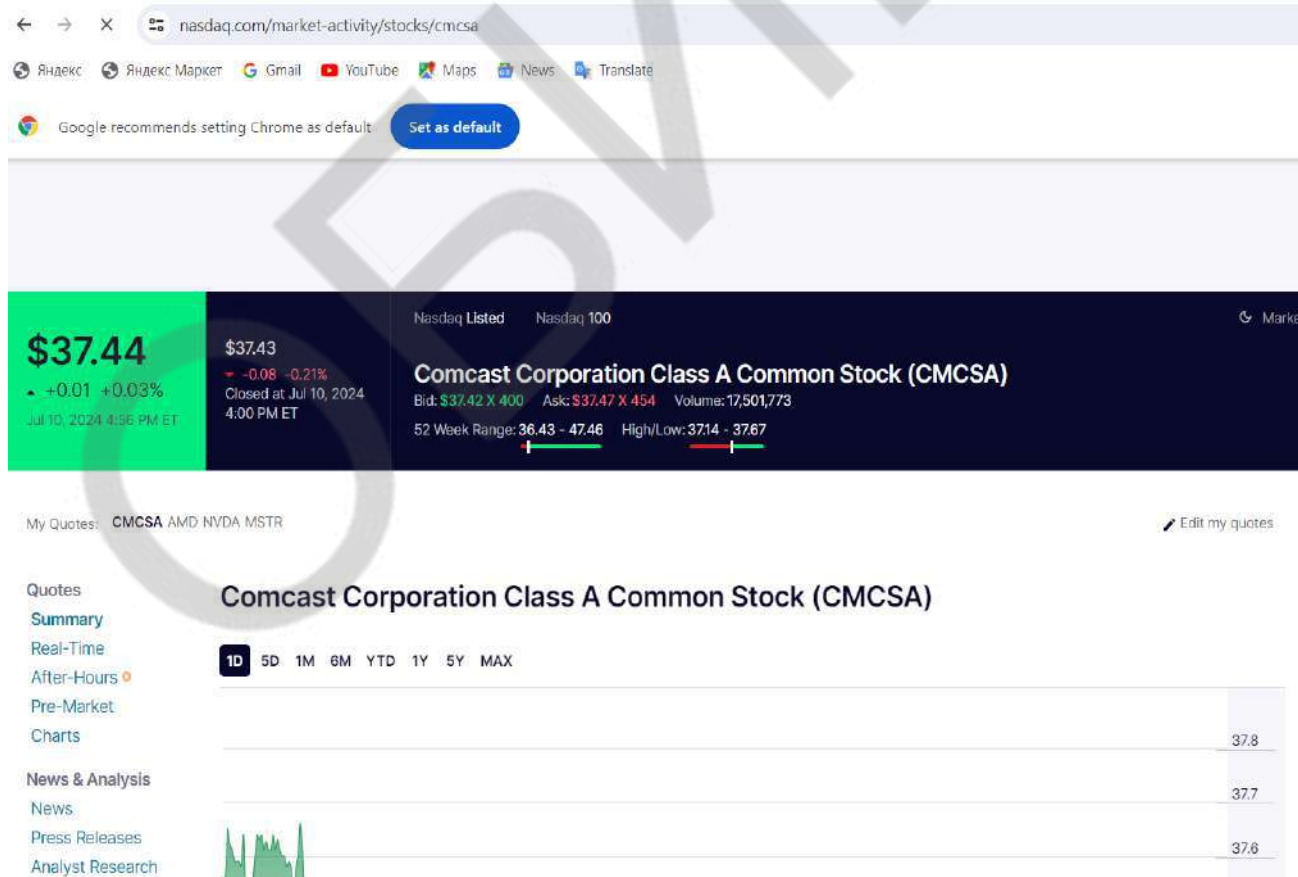 nasdaq.com/market-activity/stocks/cmcsa
Яндекс Яндекс Маркет Gmail YouTube Maps News Translate
Google recommends setting Chrome as default Set as default
Nasdaq Listed Nasdaq 100 Marke
$37.44
+0.01 +0.03%
Jul 10, 2024 4:56 PM ET
$37.43
-0.08 -0.21%
Closed at Jul 10, 2024
4:00 PM ET
Comcast Corporation Class A Common Stock (CMCSA)
Bid: $37.42 X 400 Ask: $37.47 X 454 Volume: 17,501,773
52 Week Range: 36.43 - 47.46 High/Low: 37.14 - 37.67
My Quotes: CMCSA AMD NVDA MSTR Edit my quotes
Quotes
Summary
Real-Time
After-Hours
Pre-Market
Charts
News & Analysis
News
Press Releases
Analyst Research
Comcast Corporation Class A Common Stock (CMCSA)
1D 5D 1M 6M YTD 1Y 5Y MAX
37.8
37.7
37.6